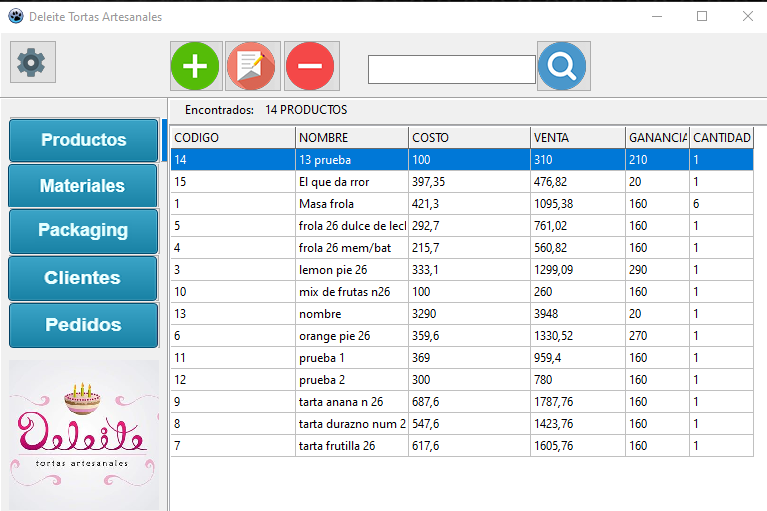 Deleite Tortas Artesanales
Encontrados: 14 PRODUCTOS
Productos
Materiales
Packaging
Clientes
Pedidos
CODIGO NOMBRE COSTO VENTA GANANCIA CANTIDAD
14 13 prueba 100 310 210 1
15 El que da rror 397,35 476,82 20 1
1 Masa frola 421,3 1095,38 160 6
5 frola 26 dulce de lecl 292,7 761,02 160 1
4 frola 26 mem/bat 215,7 560,82 160 1
3 lemon pie 26 333,1 1299,09 290 1
10 mix de frutas n26 100 260 160 1
13 nombre 3290 3948 20 1
6 orange pie 26 359,6 1330,52 270 1
11 prueba 1 369 959,4 160 1
12 prueba 2 300 780 160 1
9 tarta anana n 26 687,6 1787,76 160 1
8 tarta durazno num 2 547,6 1423,76 160 1
7 tarta frutilla 26 617,6 1605,76 160 1
Deleite
tortas artesanales